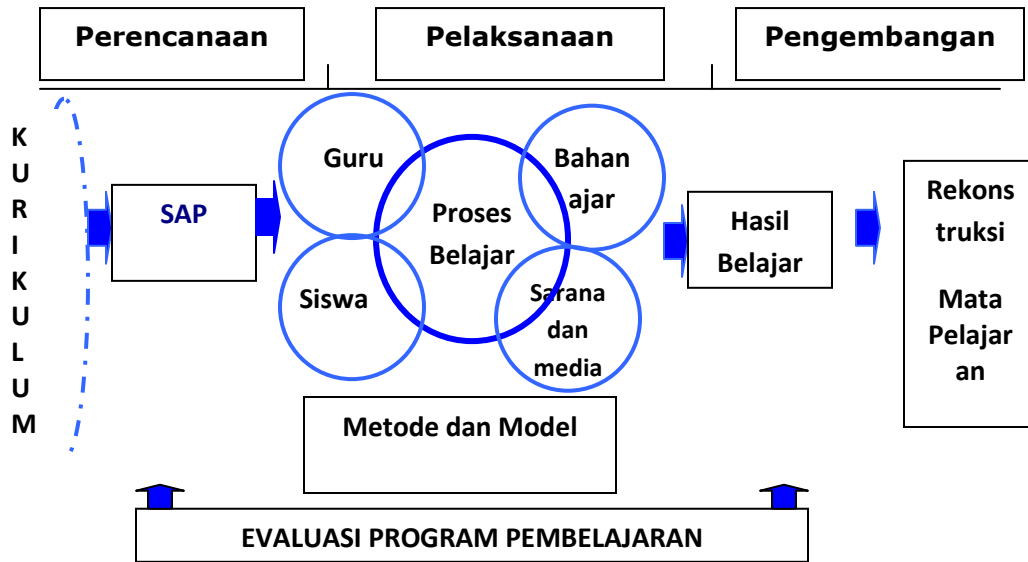 Perencanaan
Pelaksanaan
Pengembangan
K
U
R
I
K
U
L
U
M
SAP
Guru
Siswa
Proses
Belajar
Bahan
ajar
Sarana
dan
media
Hasil
Belajar
Rekons
truksi
Mata
Pelajar
an
Metode dan Model
EVALUASI PROGRAM PEMBELAJARAN